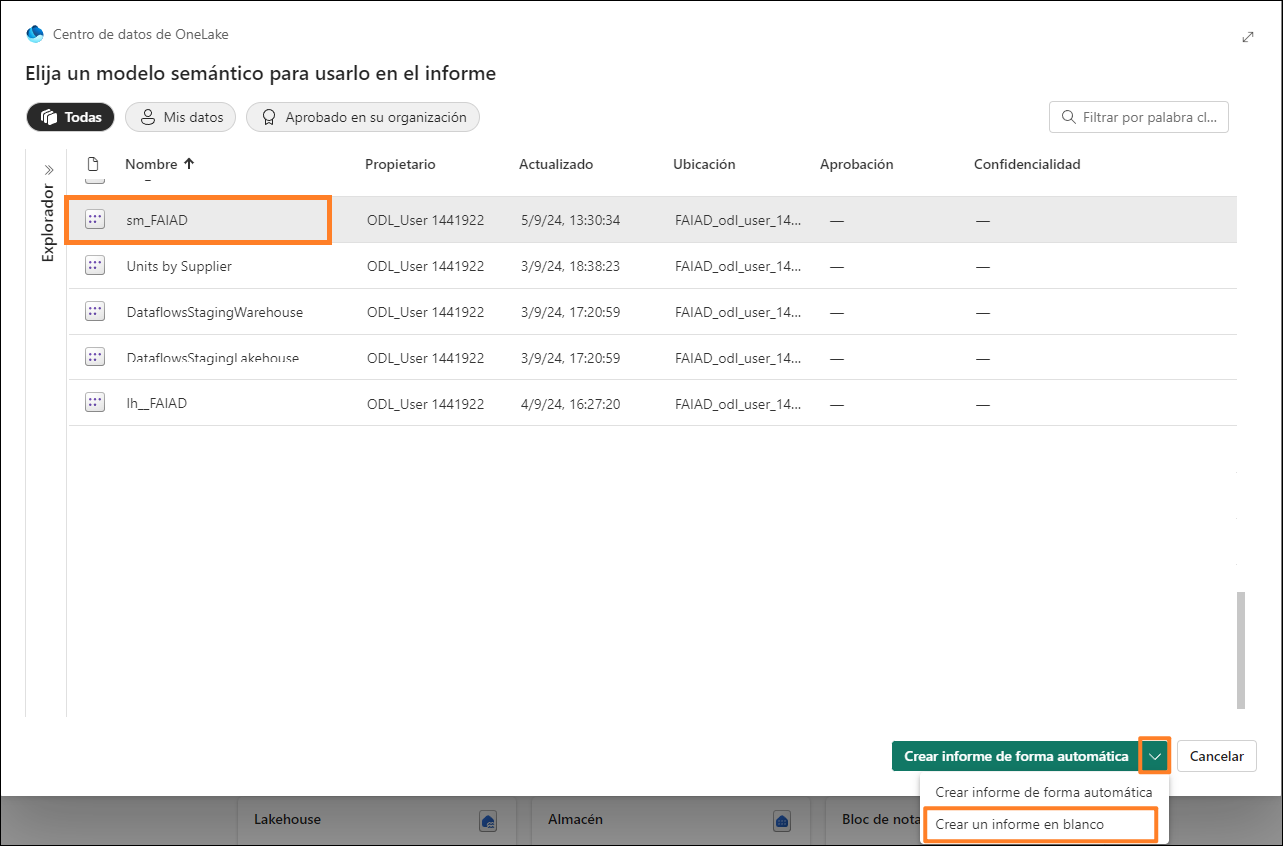 Centro de datos de OneLake
Elija un modelo semántico para usarlo en el informe
Todas Mis datos Aprobado en su organización Filtrar por palabra cl...
Explorador
Nombre Propietario Actualizado Ubicación Aprobación Confidencialidad
sm_FAIAD ODL_User 1441922 5/9/24, 13:30:34 FAIAD_odl_user_14... — —
Units by Supplier ODL_User 1441922 3/9/24, 18:38:23 FAIAD_odl_user_14... — —
DataflowsStagingWarehouse ODL_User 1441922 3/9/24, 17:20:59 FAIAD_odl_user_14... — —
DataflowsStagingLakehouse ODL_User 1441922 3/9/24, 17:20:59 FAIAD_odl_user_14... — —
lh__FAIAD ODL_User 1441922 4/9/24, 16:27:20 FAIAD_odl_user_14... — —
Crear informe de forma automática Cancelar
Crear informe de forma automática
Crear un informe en blanco
Lakehouse Almacén Bloc de nota